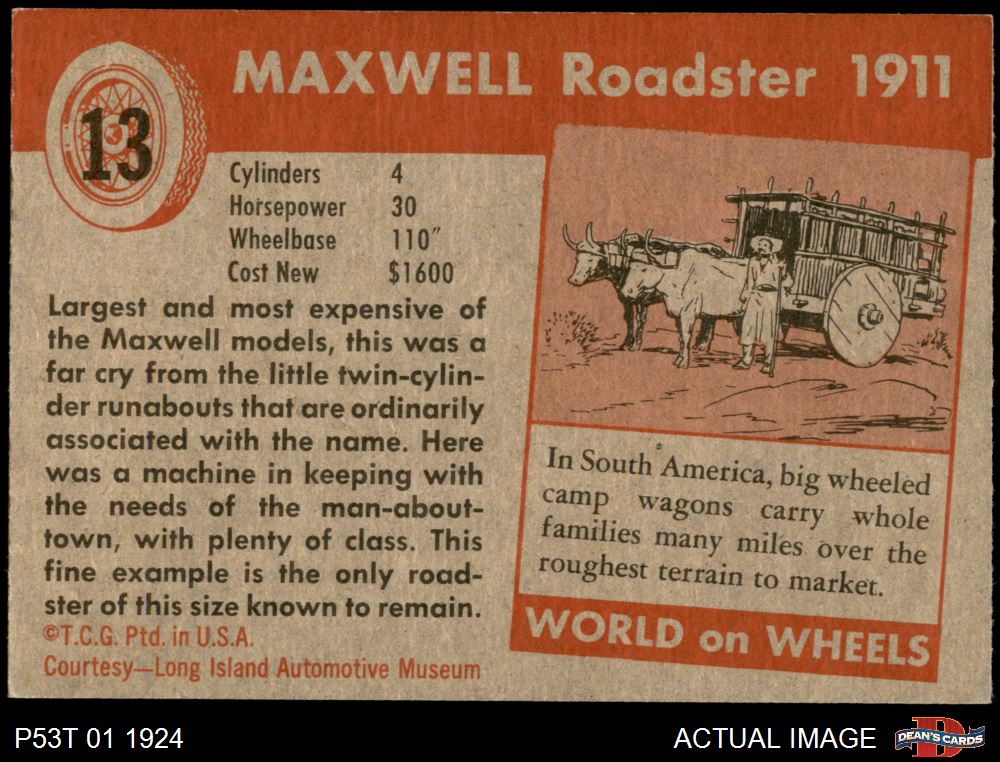 13
MAXWELL Roadster 1911
Cylinders 4
Horsepower 30
Wheelbase 110"
Cost New $1600
Largest and most expensive of
the Maxwell models, this was a
far cry from the little twin-cylin-
der runabouts that are ordinarily
associated with the name. Here
was a machine in keeping with
the needs of the man-about-
town, with plenty of class. This
fine example is the only road-
ster of this size known to remain.
©T.C.G. Ptd. in U.S.A.
Courtesy—Long Island Automotive Museum
In South America, big wheeled
camp wagons carry whole
families many miles over the
roughest terrain to market.
WORLD on WHEELS
P53T 01 1924
ACTUAL IMAGE
D
DEAN'S CARDS